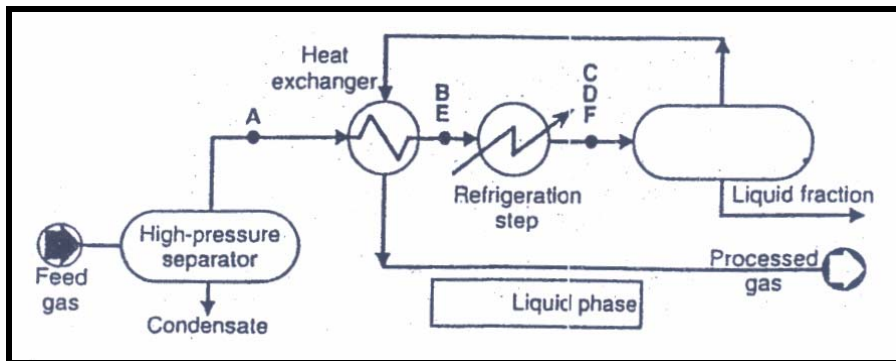 Heat
exchanger
A
B
E
C
D
F
Refrigeration
step
Liquid fraction
High-pressure
separator
Feed
gas
Condensate
Processed
gas
Liquid phase